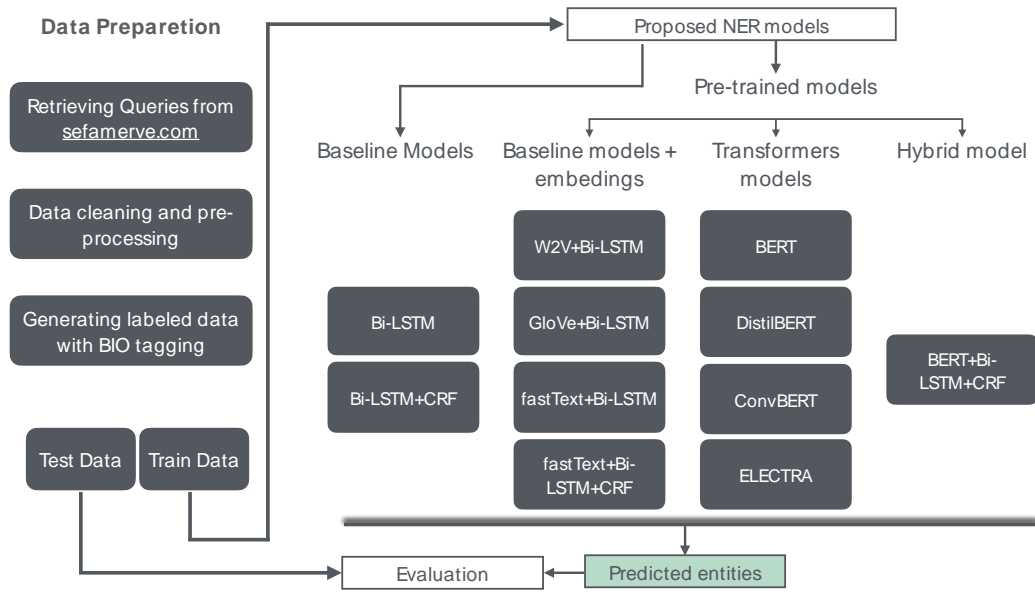 Data Preparetion
Retrieving Queries from
sefamerve.com
Data cleaning and pre-
processing
Generating labeled data
with BIO tagging
Test Data
Train Data
Proposed NER models
Pre-trained models
Baseline Models
Baseline models +
embedings
Transformers
models
Hybrid model
Bi-LSTM
Bi-LSTM+CRF
W2V+Bi-LSTM
GloVe+Bi-LSTM
fastText+Bi-LSTM
fastText+Bi-
LSTM+CRF
BERT
DistilBERT
ConvBERT
ELECTRA
BERT+Bi-
LSTM+CRF
Evaluation
Predicted entities